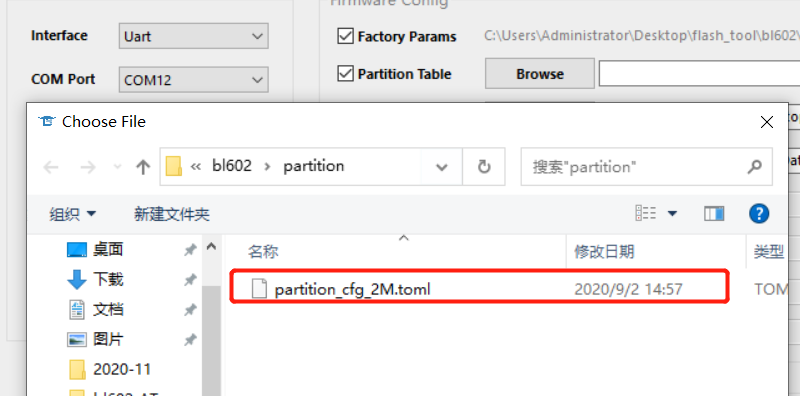 Firmware Config
Interface Uart
Factory Params C:\Users\Administrator\Desktop\flash_tool\bl602\
COM Port COM12
Partition Table Browse
Choose File
« bl602 › partition
搜索"partition"
组织 新建文件夹
名称 修改日期 类型
桌面
下载
partition_cfg_2M.toml 2020/9/2 14:57 TOM
文档
图片
2020-11